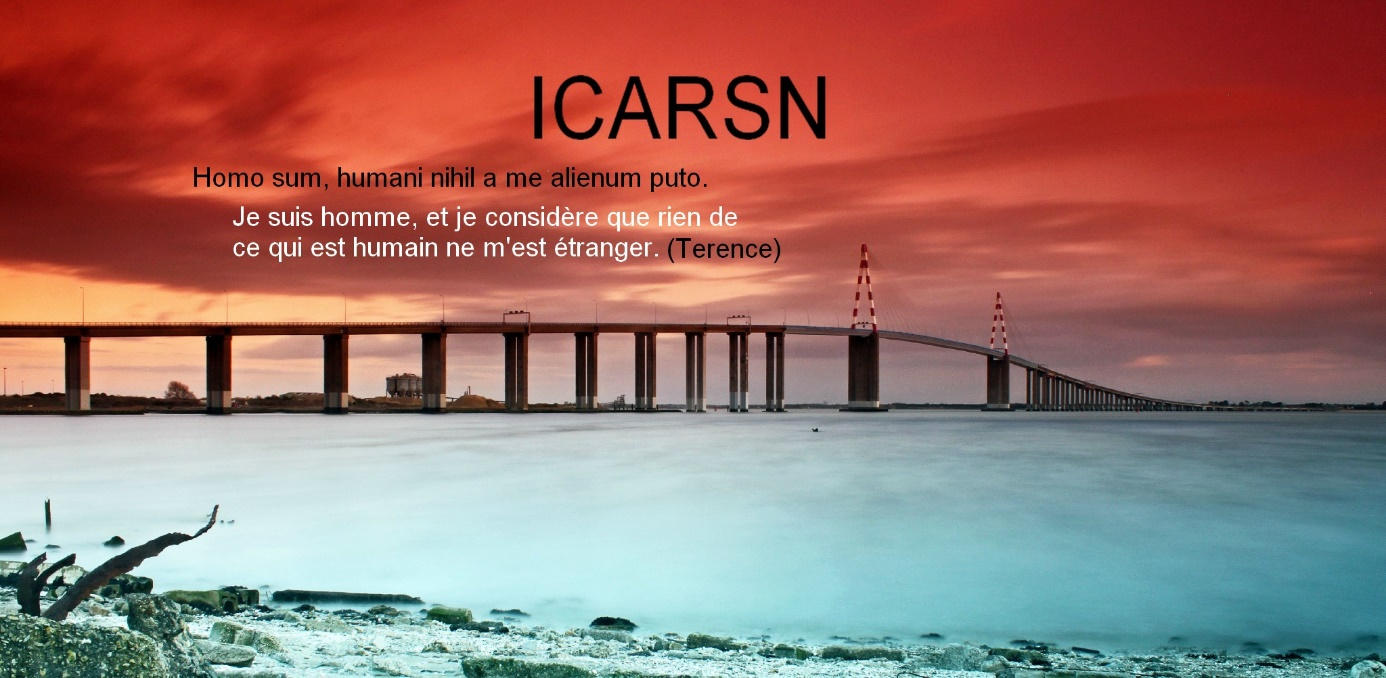 ICARSN
Homo sum, humani nihil a me alienum puto.
Je suis homme, et je considère que rien de
ce qui est humain ne m'est étranger. (Terence)